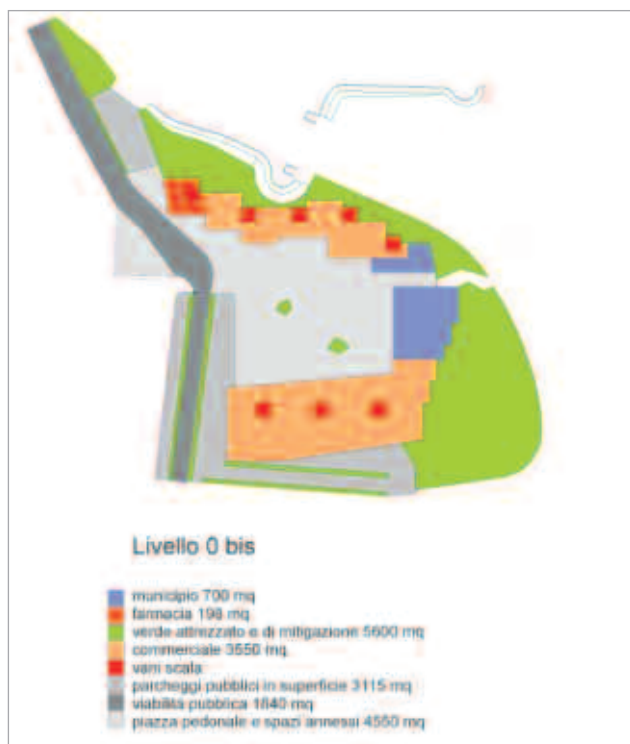 Livello 0 bis
municipio 700 mq
farmacia 198 mq
verde attrezzato e di mitigazione 5600 mq
commerciale 3550 mq
vani scala
parcheggi pubblici in superficie 3115 mq
viabilità pubblica 1840 mq
piazza pedonale e spazi annessi 4550 mq